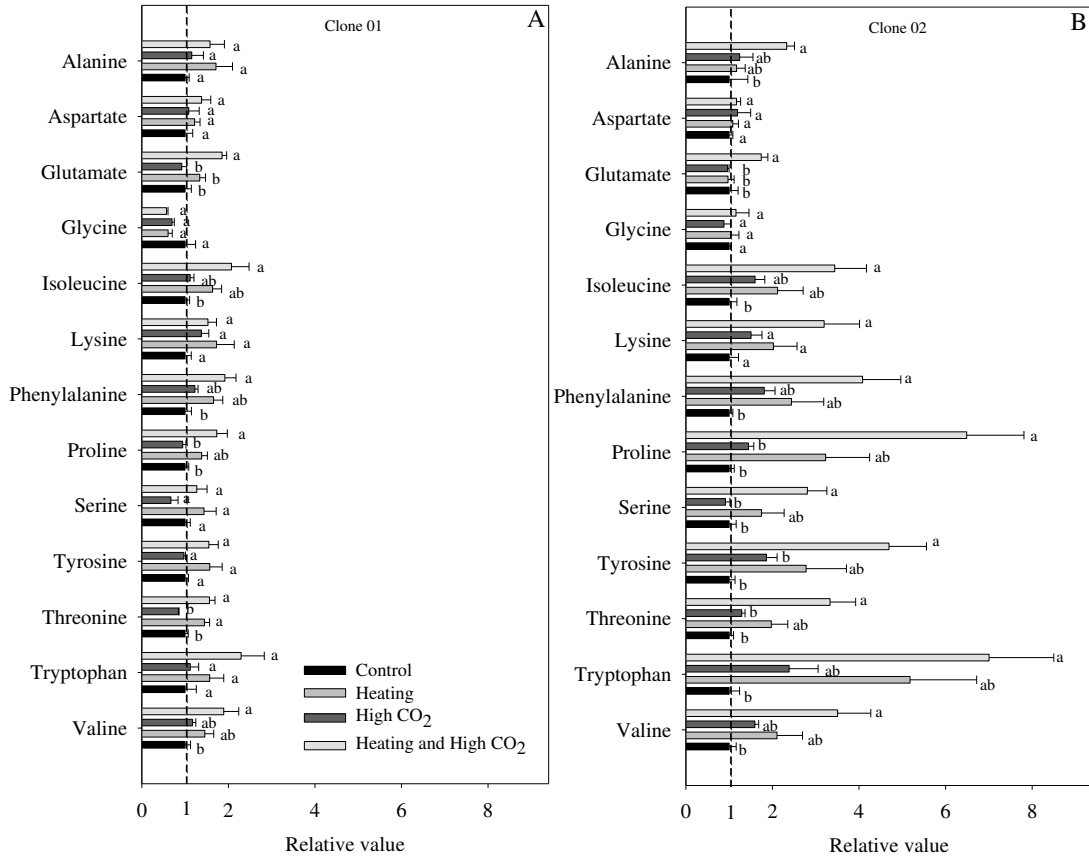 A
Clone 01
Alanine
a
a
a
a
Aspartate
a
a
a
a
Glutamate
a
b
b
b
Glycine
a
a
a
a
Isoleucine
a
ab
ab
b
Lysine
a
a
a
a
Phenylalanine
a
ab
ab
b
Proline
a
b
ab
b
Serine
a
a
a
a
Tyrosine
a
a
a
a
Threonine
a
b
a
b
Tryptophan
a
a
a
a
Valine
a
ab
ab
b
Control
Heating
High CO2
Heating and High CO2
0 1 2 4 6 8
Relative value
B
Clone 02
Alanine
a
ab
ab
b
Aspartate
a
a
a
a
Glutamate
a
b
b
b
Glycine
a
a
a
a
Isoleucine
a
ab
ab
b
Lysine
a
a
a
a
Phenylalanine
a
ab
ab
b
Proline
a
b
ab
b
Serine
a
b
ab
b
Tyrosine
a
b
ab
b
Threonine
a
b
ab
b
Tryptophan
a
ab
ab
b
Valine
a
ab
ab
b
0 1 2 4 6 8
Relative value